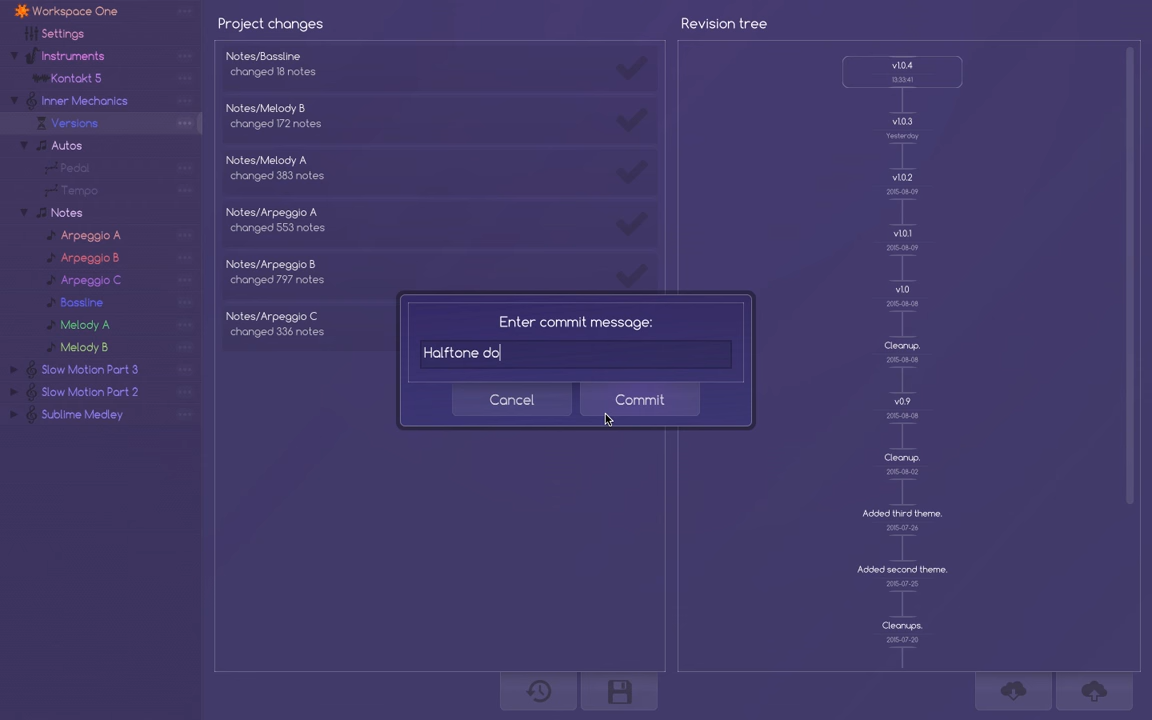 Workspace One
Settings
Instruments
Kontakt 5
Inner Mechanics
Versions
Autos
Pedal
Tempo
Notes
Arpeggio A
Arpeggio B
Arpeggio C
Bassline
Melody A
Melody B
Slow Motion Part 3
Slow Motion Part 2
Sublime Medley
Project changes
Notes/Bassline
changed 18 notes
Notes/Melody B
changed 172 notes
Notes/Melody A
changed 383 notes
Notes/Arpeggio A
changed 553 notes
Notes/Arpeggio B
changed 797 notes
Notes/Arpeggio C
changed 336 notes
Enter commit message:
Halftone do
Cancel
Commit
Revision tree
v1.0.4
13:33:41
v1.0.3
Yesterday
v1.0.2
2015-08-09
v1.0.1
2015-08-09
v1.0
2015-08-08
Cleanup.
2015-08-08
v0.9
2015-08-08
Cleanup.
2015-08-02
Added third theme.
2015-07-26
Added second theme.
2015-07-25
Cleanups.
2015-07-20